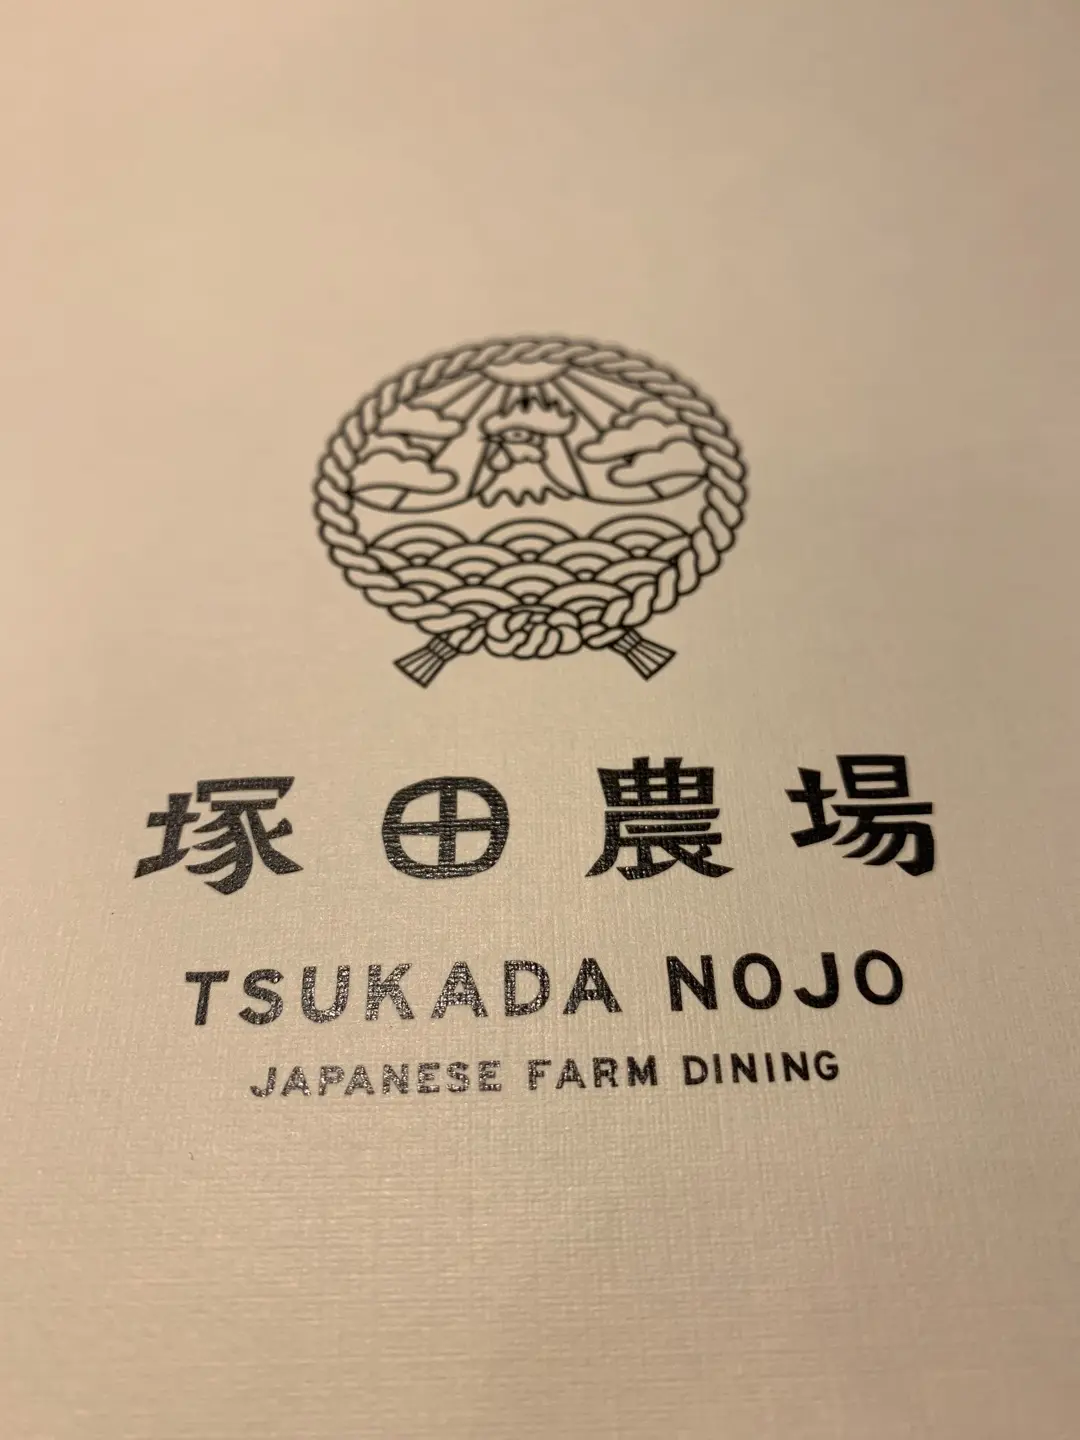 塚田農場
TSUKADA NOJO
JAPANESE FARM DINING